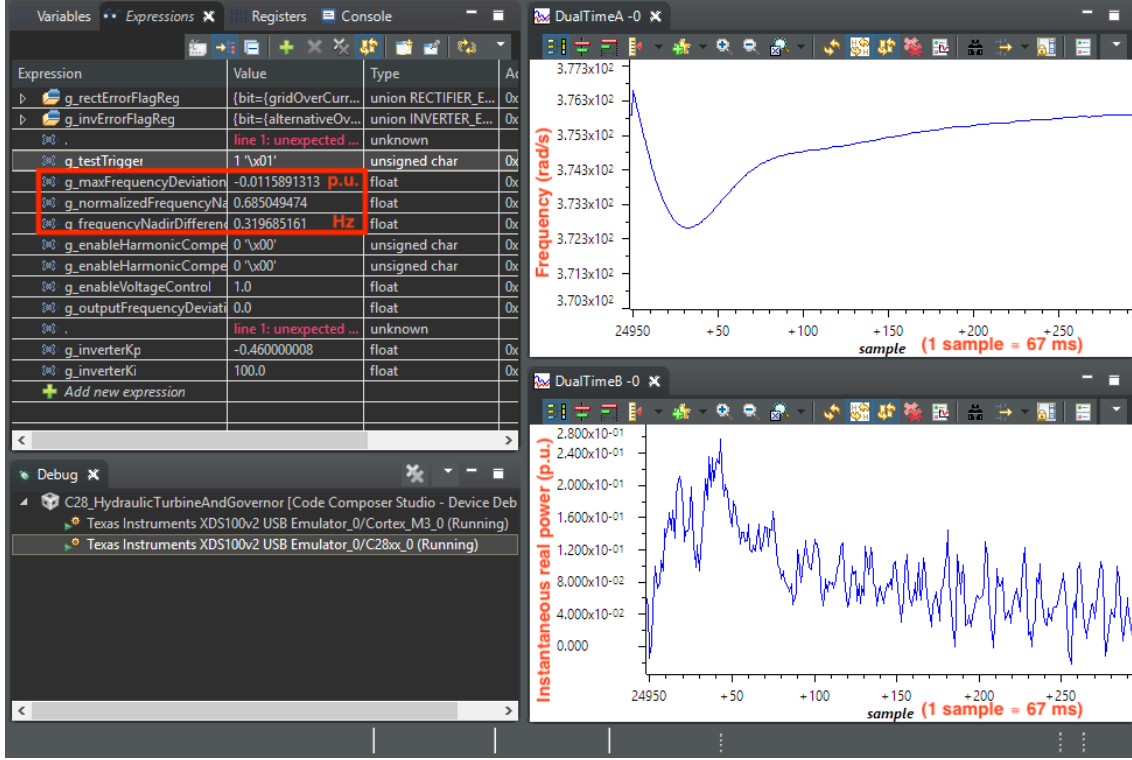 Variables Expressions Registers Console
Expression Value Type Ad
g_rectErrorFlagReg {bit={gridOverCurr... union RECTIFIER_E... 0x
g_invErrorFlagReg {bit={alternativeOv... union INVERTER_E... 0x
. line 1: unexpected ... unknown
g_testTrigger 1 '\x01' unsigned char 0x
g_maxFrequencyDeviation -0.0115891313 p.u. float 0x
g_normalizedFrequencyNa 0.685049474 float 0x
g_frequencyNadirDifferenc 0.319685161 Hz float 0x
g_enableHarmonicCompe 0 '\x00' unsigned char 0x
g_enableHarmonicCompe 0 '\x00' unsigned char 0x
g_enableVoltageControl 1.0 float 0x
g_outputFrequencyDeviati 0.0 float 0x
. line 1: unexpected ... unknown
g_inverterKp -0.460000008 float 0x
g_inverterKi 100.0 float 0x
Add new expression
Debug
C28_HydraulicTurbineAndGovernor [Code Composer Studio - Device Deb
Texas Instruments XDS100v2 USB Emulator_0/Cortex_M3_0 (Running)
Texas Instruments XDS100v2 USB Emulator_0/C28xx_0 (Running)
DualTimeA -0
Frequency (rad/s)
3.773x10²
3.763x10²
3.753x10²
3.743x10²
3.733x10²
3.723x10²
3.713x10²
3.703x10²
24950 +50 +100 +150 +200 +250
sample (1 sample = 67 ms)
DualTimeB -0
Instantaneous real power (p.u.)
2.800x10⁻⁰¹
2.400x10⁻⁰¹
2.000x10⁻⁰¹
1.600x10⁻⁰¹
1.200x10⁻⁰¹
8.000x10⁻⁰²
4.000x10⁻⁰²
0.000
24950 +50 +100 +150 +200 +250
sample (1 sample = 67 ms)